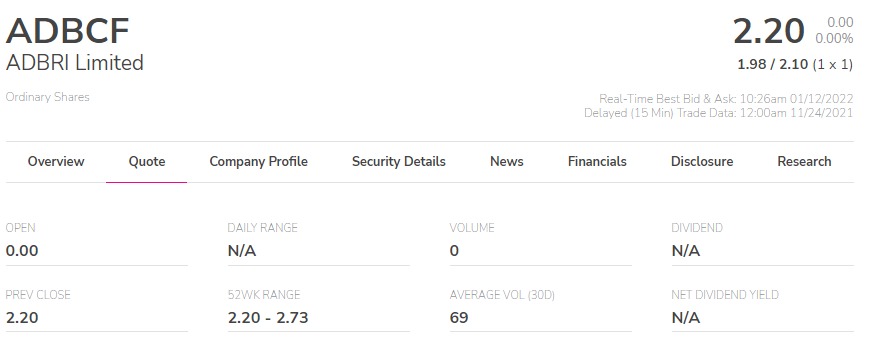 ADBCF
2.20
0.00
0.00%
ADBRI Limited
1.98 / 2.10 (1 x 1)
Ordinary Shares
Real-Time Best Bid & Ask: 10:26am 01/12/2022
Delayed (15 Min) Trade Data: 12:00am 11/24/2021
Overview Quote Company Profile Security Details News Financials Disclosure Research
OPEN DAILY RANGE VOLUME DIVIDEND
0.00 N/A 0 N/A
PREV CLOSE 52WK RANGE AVERAGE VOL (30D) NET DIVIDEND YIELD
2.20 2.20 - 2.73 69 N/A